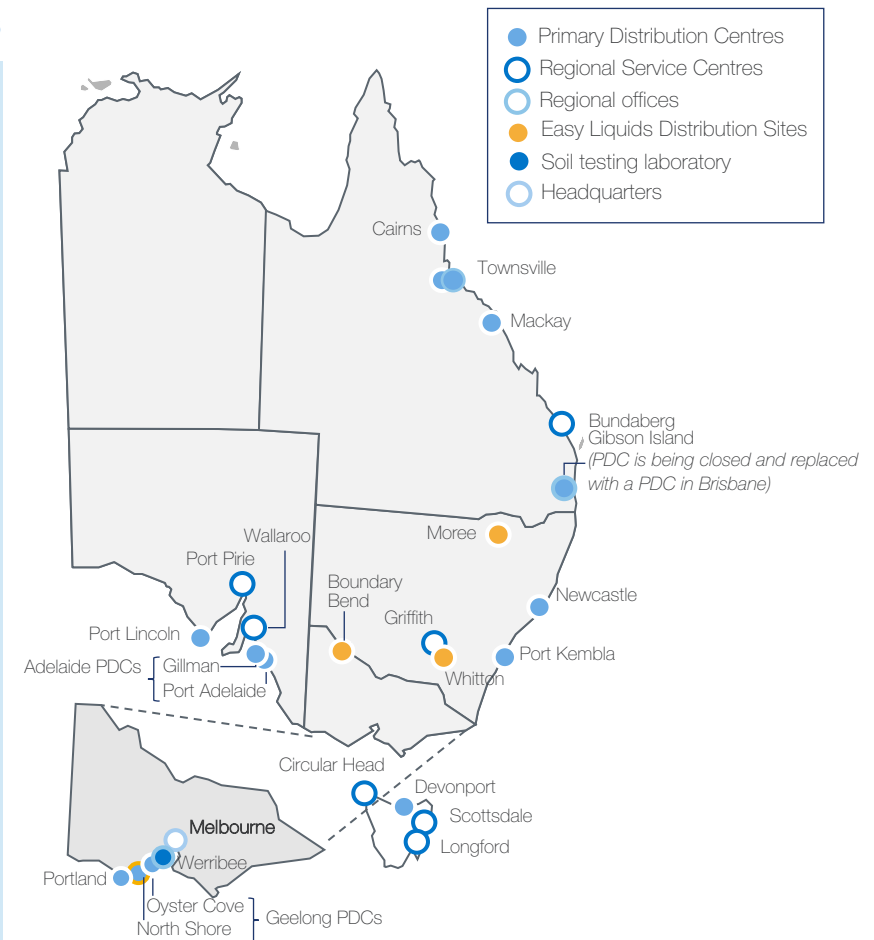 Primary Distribution Centres
Regional Service Centres
Regional offices
Easy Liquids Distribution Sites
Soil testing laboratory
Headquarters
Cairns
Townsville
Mackay
Bundaberg
Gibson Island
(PDC is being closed and replaced
with a PDC in Brisbane)
Moree
Wallaroo
Port Pirie
Boundary
Bend
Newcastle
Griffith
Port Lincoln
Port Kembla
Adelaide PDCs
Gillman
Whitton
Port Adelaide
Circular Head
Devonport
Scottsdale
Melbourne
Longford
Werribee
Portland
Oyster Cove
Geelong PDCs
North Shore